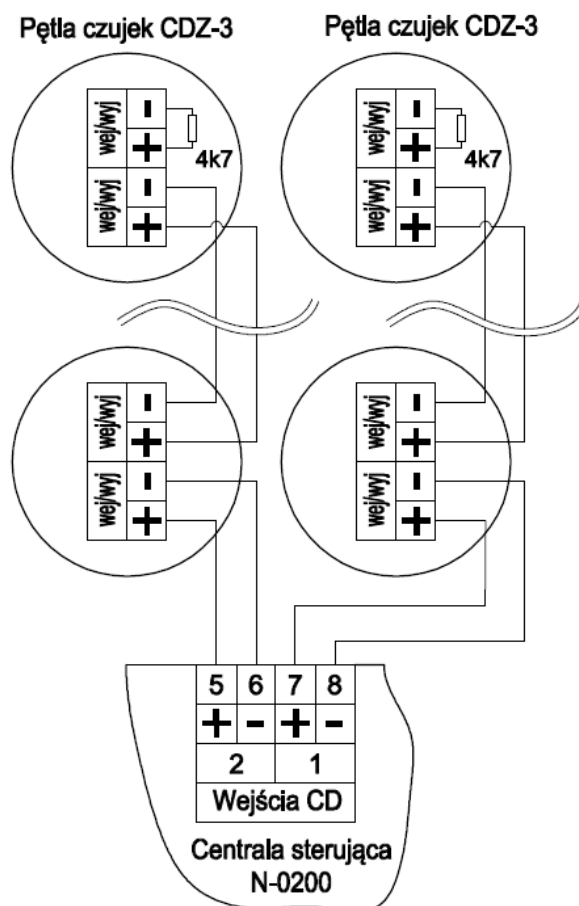 Pętla czujek CDZ-3
Pętla czujek CDZ-3
wej/wyj
-
+
4k7
wej/wyj
-
+
wej/wyj
-
+
4k7
wej/wyj
-
+
wej/wyj
-
+
wej/wyj
-
+
wej/wyj
-
+
wej/wyj
-
+
5 6 7 8
+ - + -
2 1
Wejścia CD
Centrala sterująca
N-0200